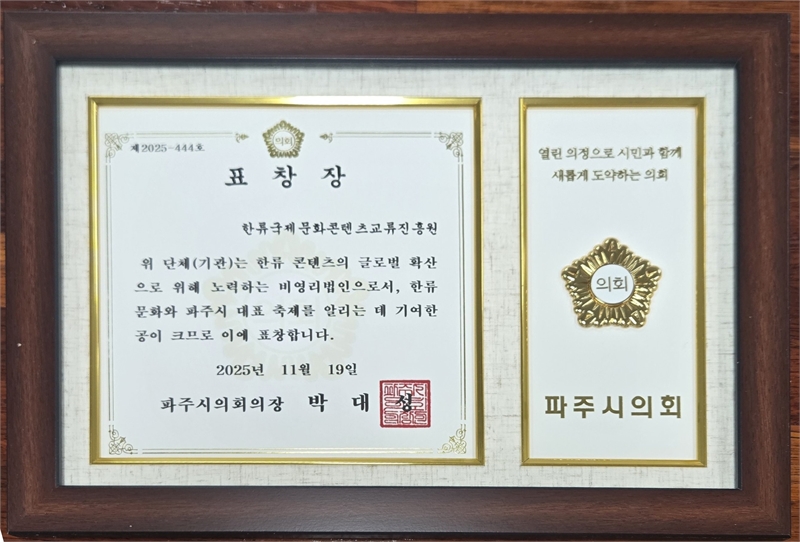 제2025-444호
의회
표창장
한류국제문화콘텐츠교류진흥원
위 단체(기관)는 한류 콘텐츠의 글로벌 확산
으로 위해 노력하는 비영리법인으로서, 한류
문화와 파주시 대표 축제를 알리는 데 기여한
공이 크므로 이에 표창합니다.
2025년 11월 19일
파주시의회의장 박대성
열린 의정으로 시민과 함께
새롭게 도약하는 의회
의회
파주시의회